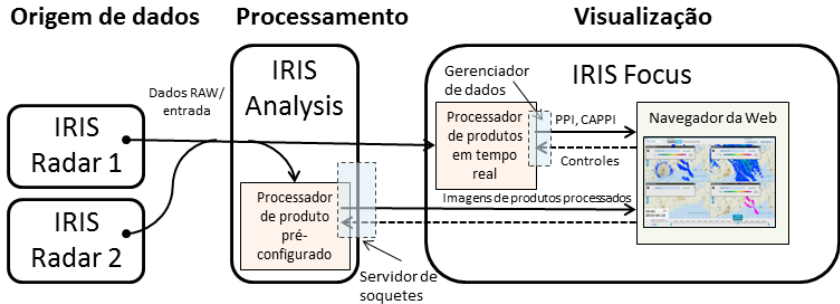 Origem de dados
Processamento
Visualização
IRIS
Analysis
IRIS Focus
Gerenciador
de dados
Dados RAW/
entrada
IRIS
Radar 1
IRIS
Radar 2
Processador
de produto
pré-
configurado
Servidor de
soquetes
Processador
de produtos
em tempo
real
PPI, CAPPI
Controles
Imagens de produtos processados
Navegador da Web